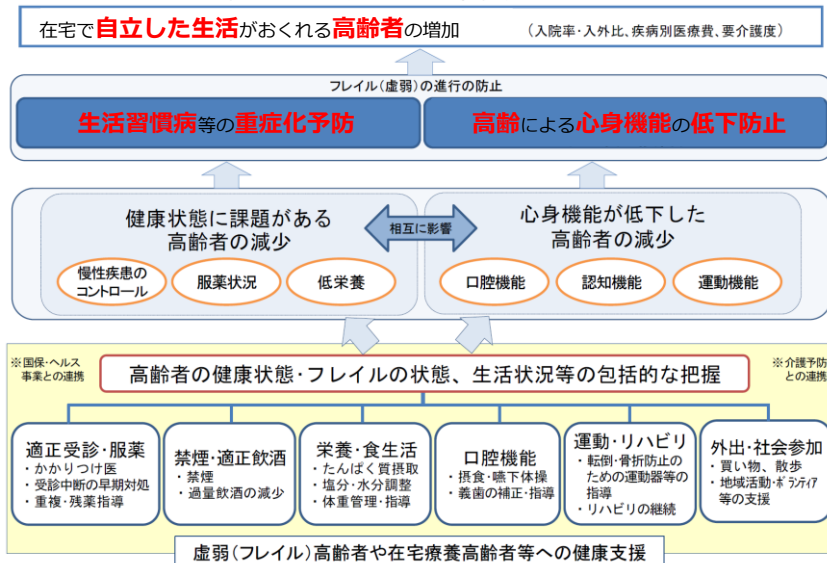 在宅で自立した生活がおくれる高齢者の増加 (入院率・入外比、疾病別医療費、要介護度)
フレイル(虚弱)の進行の防止
生活習慣病等の重症化予防
高齢による心身機能の低下防止
健康状態に課題がある
高齢者の減少
相互に影響
心身機能が低下した
高齢者の減少
慢性疾患の
コントロール
服薬状況
低栄養
口腔機能
認知機能
運動機能
※国保・ヘルス
事業との連携
高齢者の健康状態・フレイルの状態、生活状況等の包括的な把握
※介護予防
との連携
適正受診・服薬
・かかりつけ医
・受診中断の早期対処
・重複・残薬指導
禁煙・適正飲酒
・禁煙
・過量飲酒の減少
栄養・食生活
・たんぱく質摂取
・塩分・水分調整
・体重管理・指導
口腔機能
・摂食・嚥下体操
・義歯の補正・指導
運動・リハビリ
・転倒・骨折防止の
ための運動器等の
指導
・リハビリの継続
外出・社会参加
・買い物、散歩
・地域活動・ボランティア
等の支援
虚弱(フレイル)高齢者や在宅療養高齢者等への健康支援